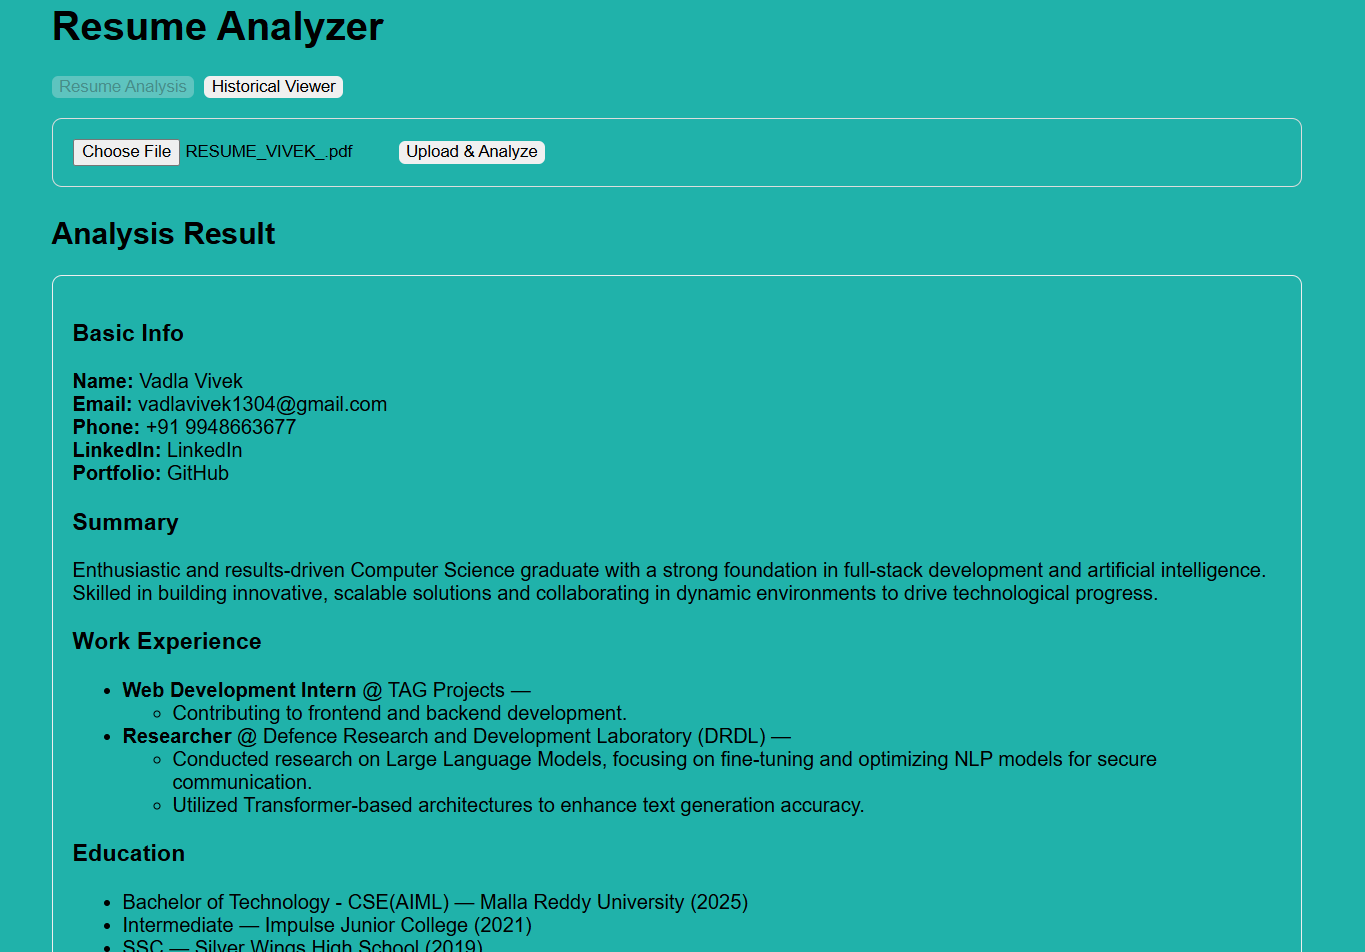 Resume Analyzer
Resume Analysis Historical Viewer
Choose File RESUME_VIVEK_.pdf Upload & Analyze
Analysis Result
Basic Info
Name: Vadla Vivek
Email: vadlavivek1304@gmail.com
Phone: +91 9948663677
LinkedIn: LinkedIn
Portfolio: GitHub
Summary
Enthusiastic and results-driven Computer Science graduate with a strong foundation in full-stack development and artificial intelligence.
Skilled in building innovative, scalable solutions and collaborating in dynamic environments to drive technological progress.
Work Experience
• Web Development Intern @ TAG Projects —
◦ Contributing to frontend and backend development.
• Researcher @ Defence Research and Development Laboratory (DRDL) —
◦ Conducted research on Large Language Models, focusing on fine-tuning and optimizing NLP models for secure
communication.
◦ Utilized Transformer-based architectures to enhance text generation accuracy.
Education
• Bachelor of Technology - CSE(AIML) — Malla Reddy University (2025)
• Intermediate — Impulse Junior College (2021)
• SSC — Silver Wings High School (2019)